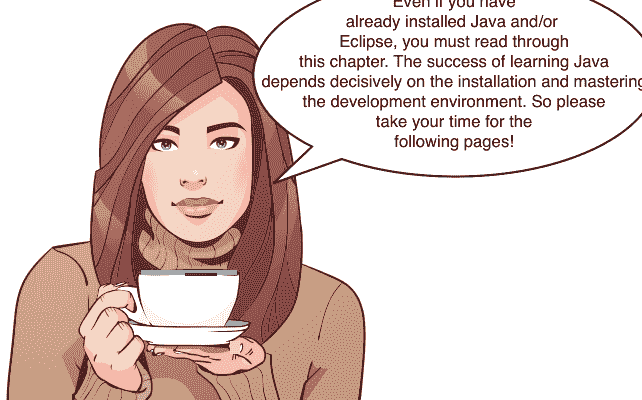 Even if you have
already installed Java and/or
Eclipse, you must read through
this chapter. The success of learning Java
depends decisively on the installation and mastering
the development environment. So please
take your time for the
following pages!